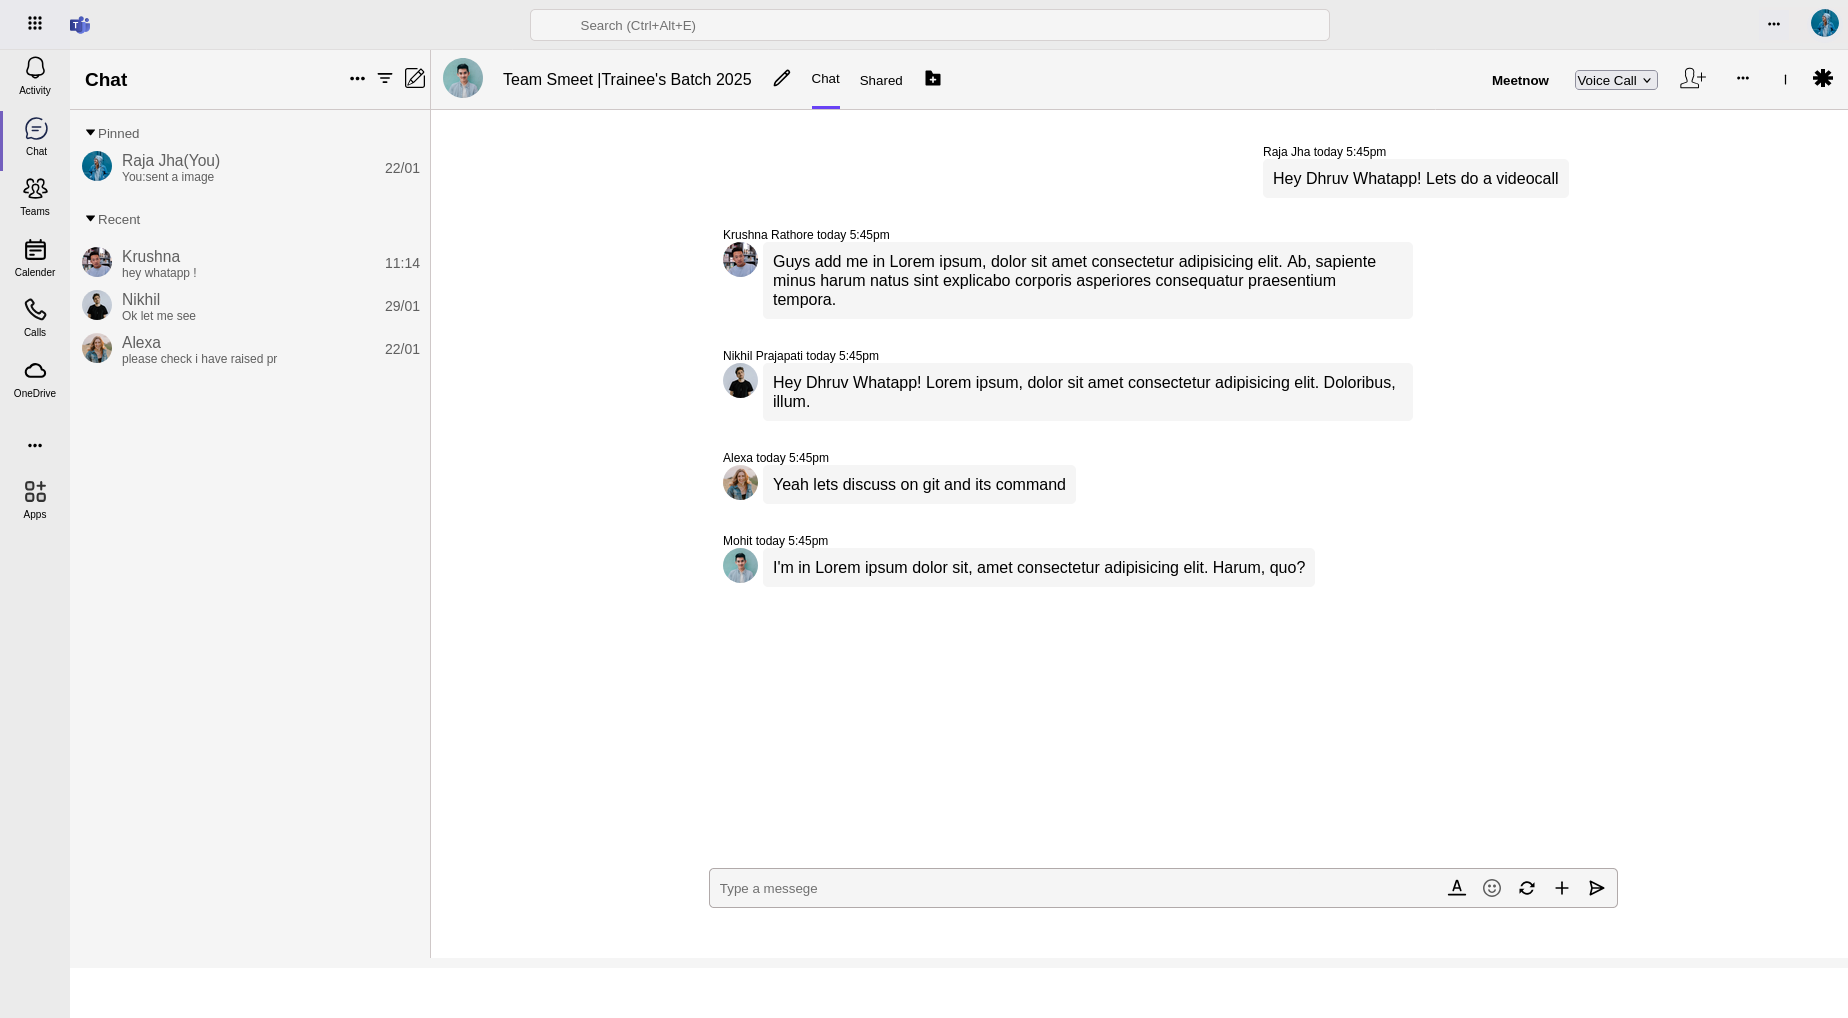 Search (Ctrl+Alt+E)
Activity
Chat
Teams
Calender
Calls
OneDrive
Apps
Chat
Pinned
Raja Jha(You)
22/01
You:sent a image
Recent
Krushna
11:14
hey whatapp !
Nikhil
29/01
Ok let me see
Alexa
22/01
please check i have raised pr
Team Smeet |Trainee's Batch 2025
Chat
Shared
Meetnow
Voice Call
|
Raja Jha today 5:45pm
Hey Dhruv Whatapp! Lets do a videocall
Krushna Rathore today 5:45pm
Guys add me in Lorem ipsum, dolor sit amet consectetur adipisicing elit. Ab, sapiente
minus harum natus sint explicabo corporis asperiores consequatur praesentium
tempora.
Nikhil Prajapati today 5:45pm
Hey Dhruv Whatapp! Lorem ipsum, dolor sit amet consectetur adipisicing elit. Doloribus,
illum.
Alexa today 5:45pm
Yeah lets discuss on git and its command
Mohit today 5:45pm
I'm in Lorem ipsum dolor sit, amet consectetur adipisicing elit. Harum, quo?
Type a messege